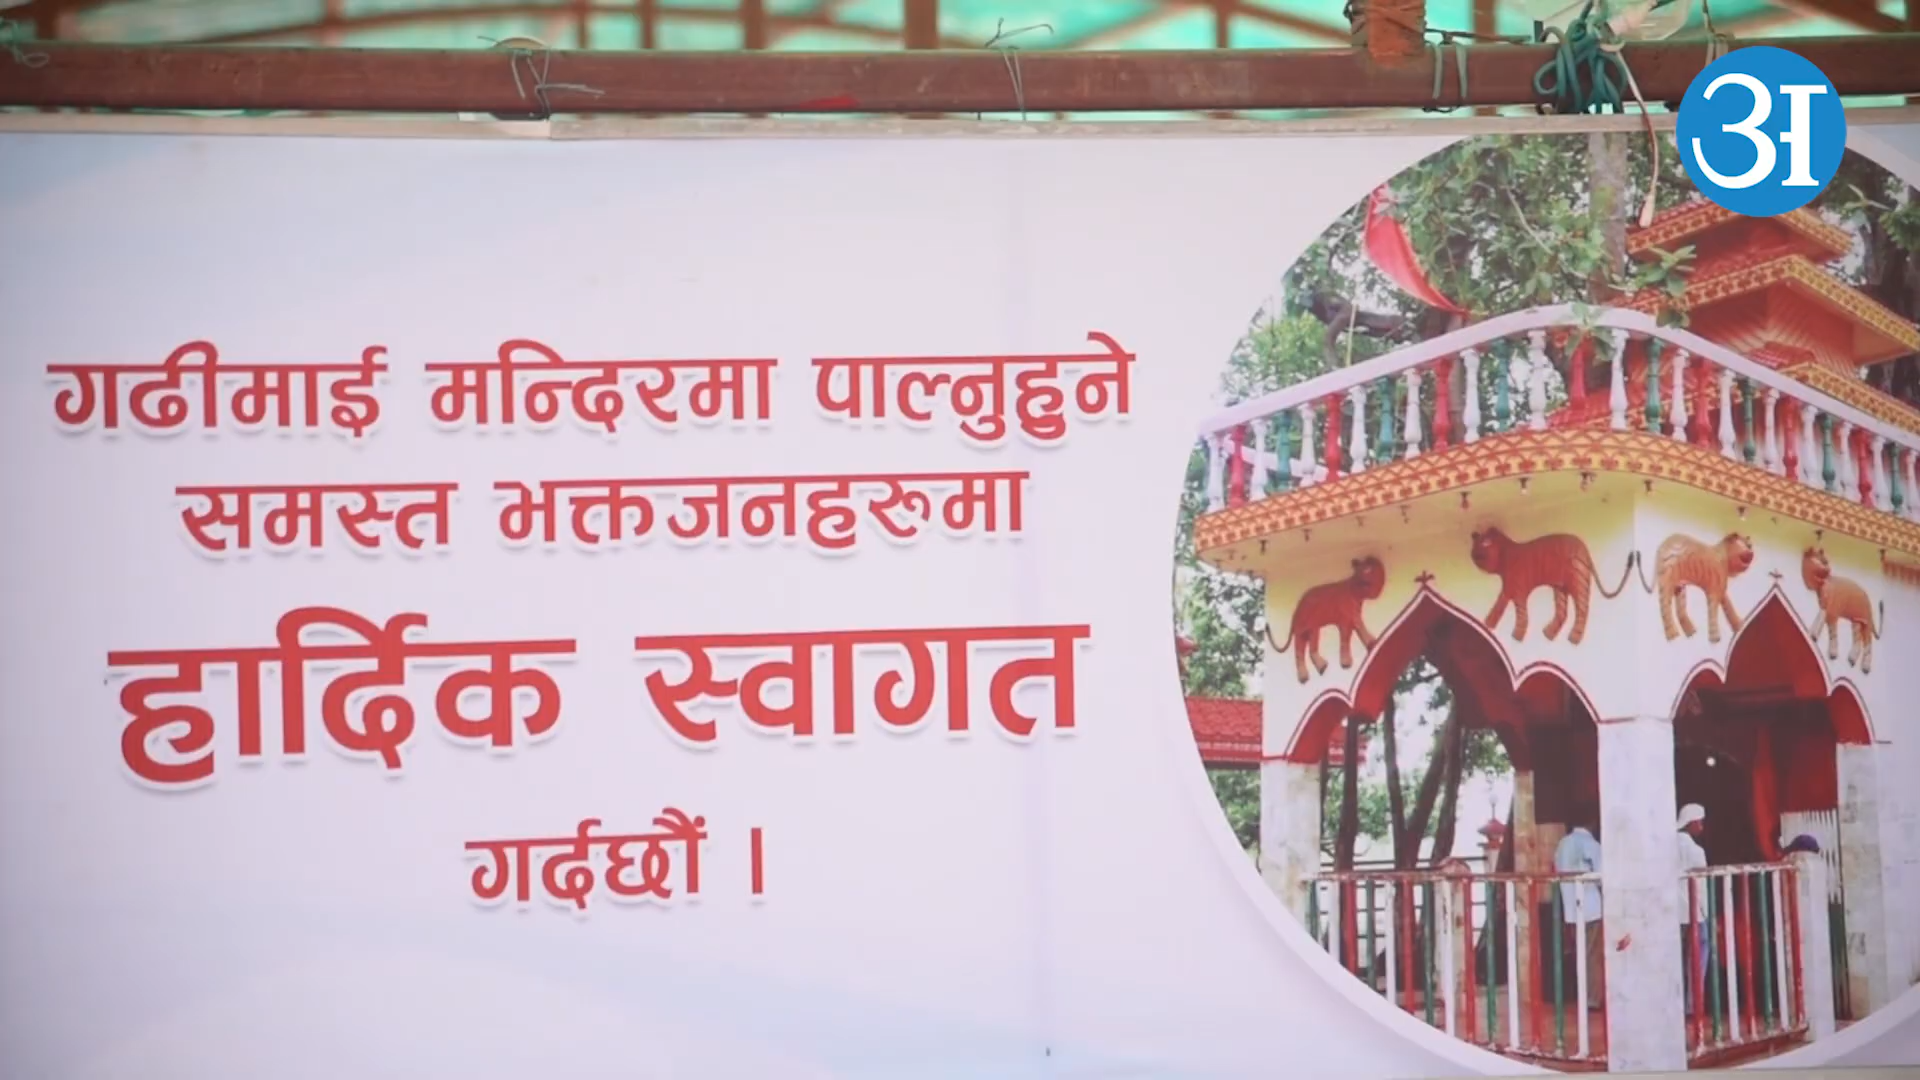 अ
गढीमाई मन्दिरमा पाल्नुहुने
समस्त भक्तजनहरूमा
हार्दिक स्वागत
गर्दछौं ।